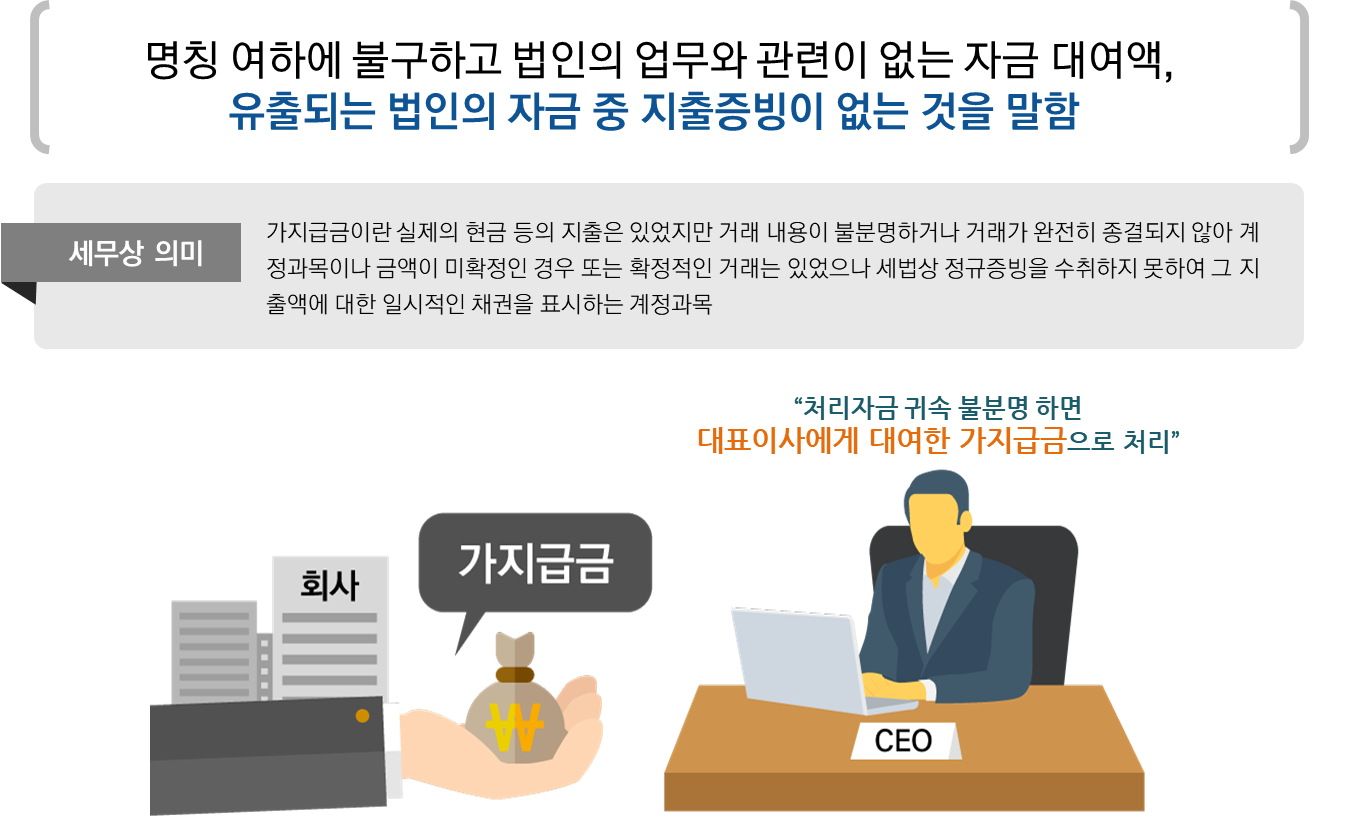 명칭 여하에 불구하고 법인의 업무와 관련이 없는 자금 대여액,
유출되는 법인의 자금 중 지출증빙이 없는 것을 말함
세무상 의미
가지급금이란 실제의 현금 등의 지출은 있었지만 거래 내용이 불분명하거나 거래가 완전히 종결되지 않아 계
정과목이나 금액이 미확정인 경우 또는 확정적인 거래는 있었으나 세법상 정규증빙을 수취하지 못하여 그 지
출액에 대한 일시적인 채권을 표시하는 계정과목
“처리자금 귀속 불분명 하면
대표이사에게 대여한 가지급금으로 처리”
가지급금
회사
₩
CEO